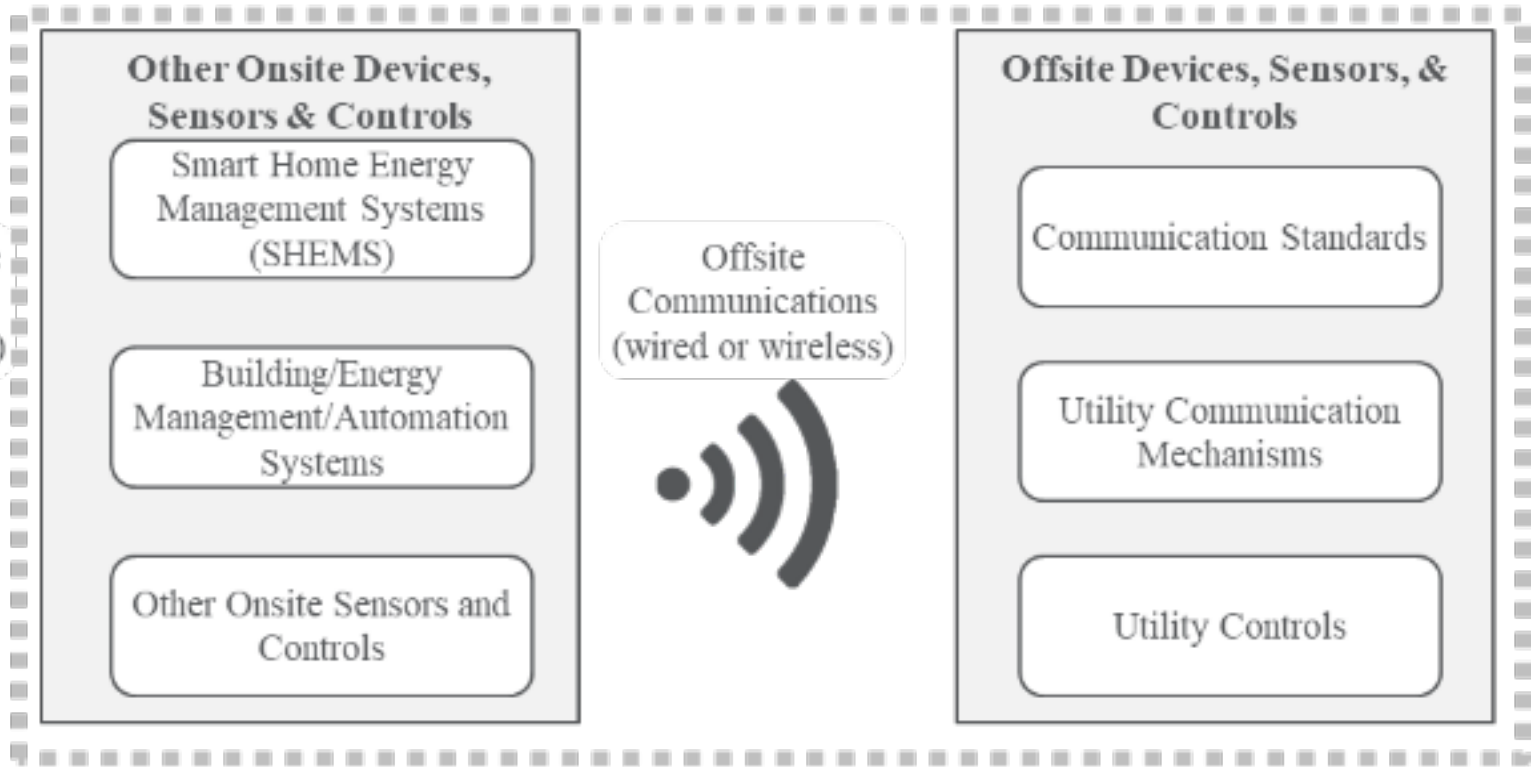 Other Onsite Devices,
Sensors & Controls
Smart Home Energy
Management Systems
(SHEMS)
Building/Energy
Management/Automation
Systems
Other Onsite Sensors and
Controls
Offsite
Communications
(wired or wireless)
Offsite Devices, Sensors, &
Controls
Communication Standards
Utility Communication
Mechanisms
Utility Controls